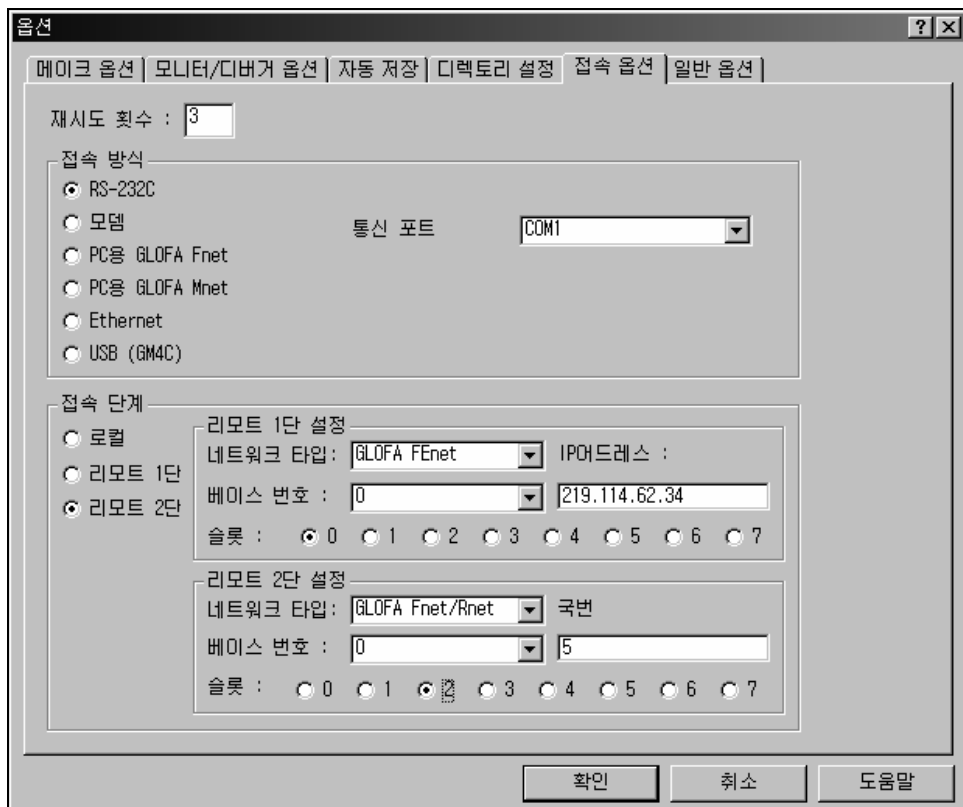 옵션
메이크 옵션 모니터/디버거 옵션 자동 저장 디렉토리 설정 접속 옵션 일반 옵션
재시도 횟수 : 3
접속 방식
RS-232C
모뎀 통신 포트 COM1
PC용 GLOFA Fnet
PC용 GLOFA Mnet
Ethernet
USB (GM4C)
접속 단계
로컬
리모트 1단
리모트 2단
리모트 1단 설정
네트워크 타입: GLOFA FEnet IP어드레스 :
베이스 번호 : 0 219.114.62.34
슬롯 : 0 1 2 3 4 5 6 7
리모트 2단 설정
네트워크 타입: GLOFA Fnet/Rnet 국번
베이스 번호 : 0 5
슬롯 : 0 1 2 3 4 5 6 7
확인 취소 도움말